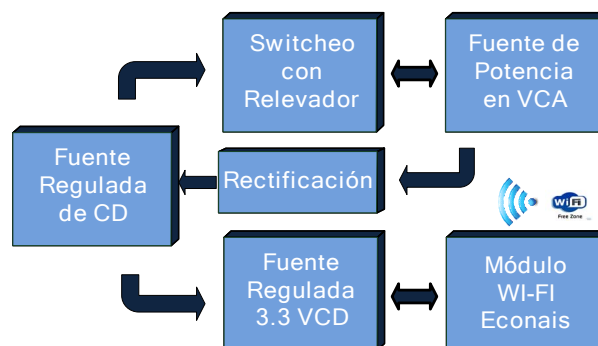 Switcheo
con
Relevador
Fuente de
Potencia
en VCA
Fuente
Regulada
de CD
Rectificación
WiFi
Free Zone
Fuente
Regulada
3.3 VCD
Módulo
WI-FI
Econais